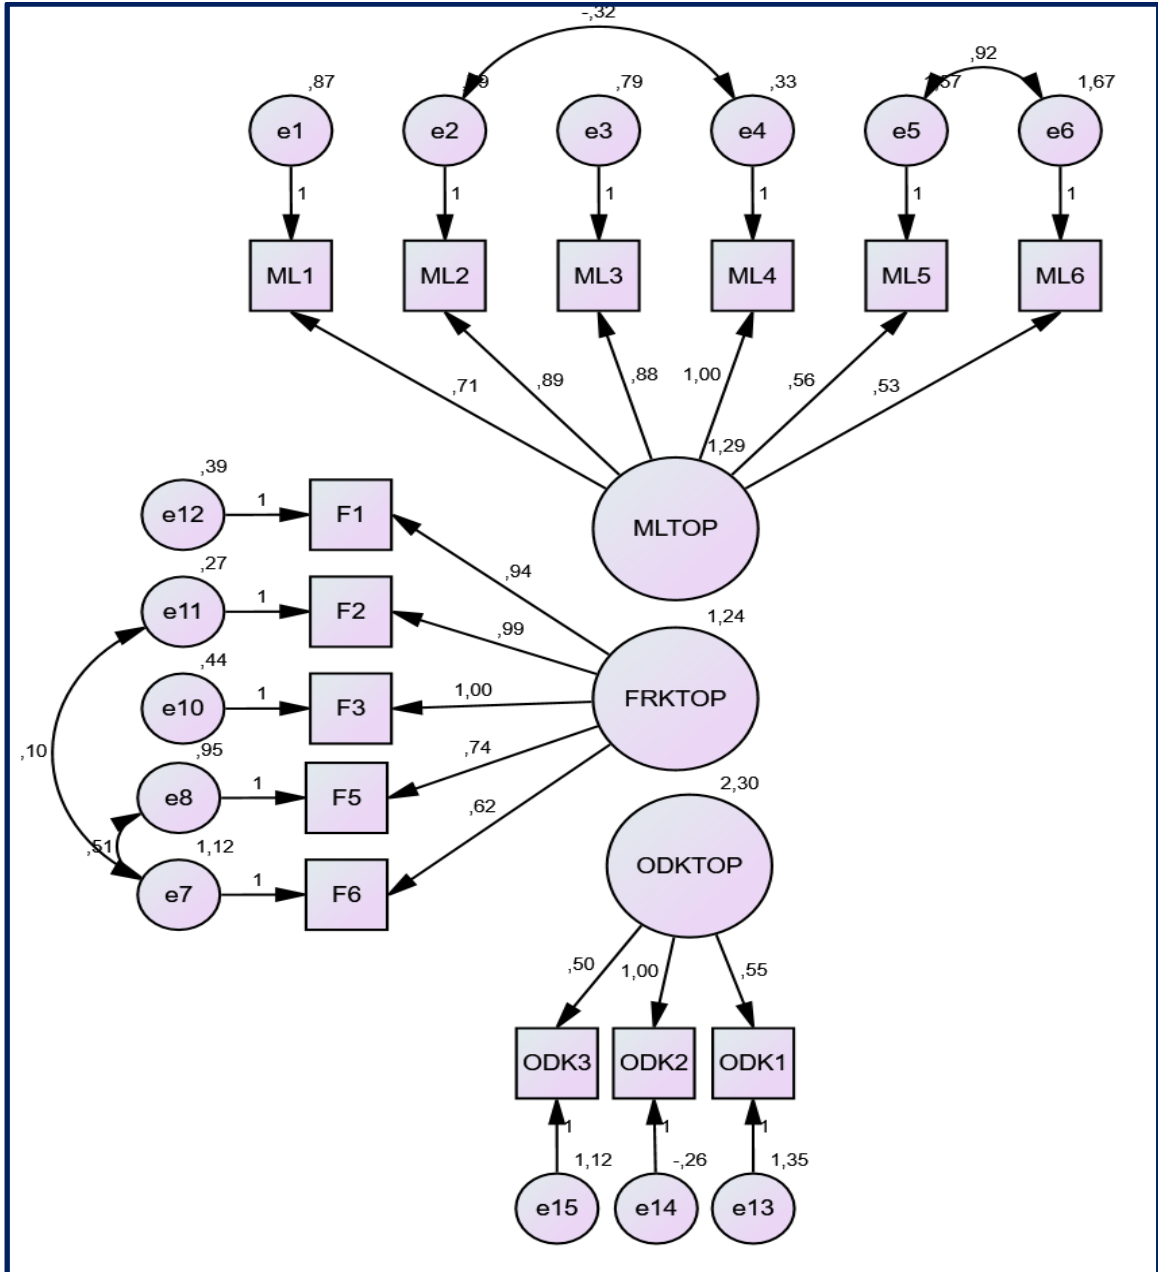 -,32
,92
,87
,79
,33
1,67
e1
e2
e3
e4
e5
e6
1
1
1
1
1
1
ML1
ML2
ML3
ML4
ML5
ML6
,71
,89
,88
1,00
,56
,53
1,29
MLTOP
,39
e12
1
F1
,94
,27
e11
1
F2
,99
1,24
FRKTOP
,44
e10
1
F3
1,00
,10
,95
e8
1
F5
,74
,51
1,12
e7
1
F6
,62
2,30
ODKTOP
,50
1,00
,55
ODK3
ODK2
ODK1
1
1
1
1,12
-,26
1,35
e15
e14
e13